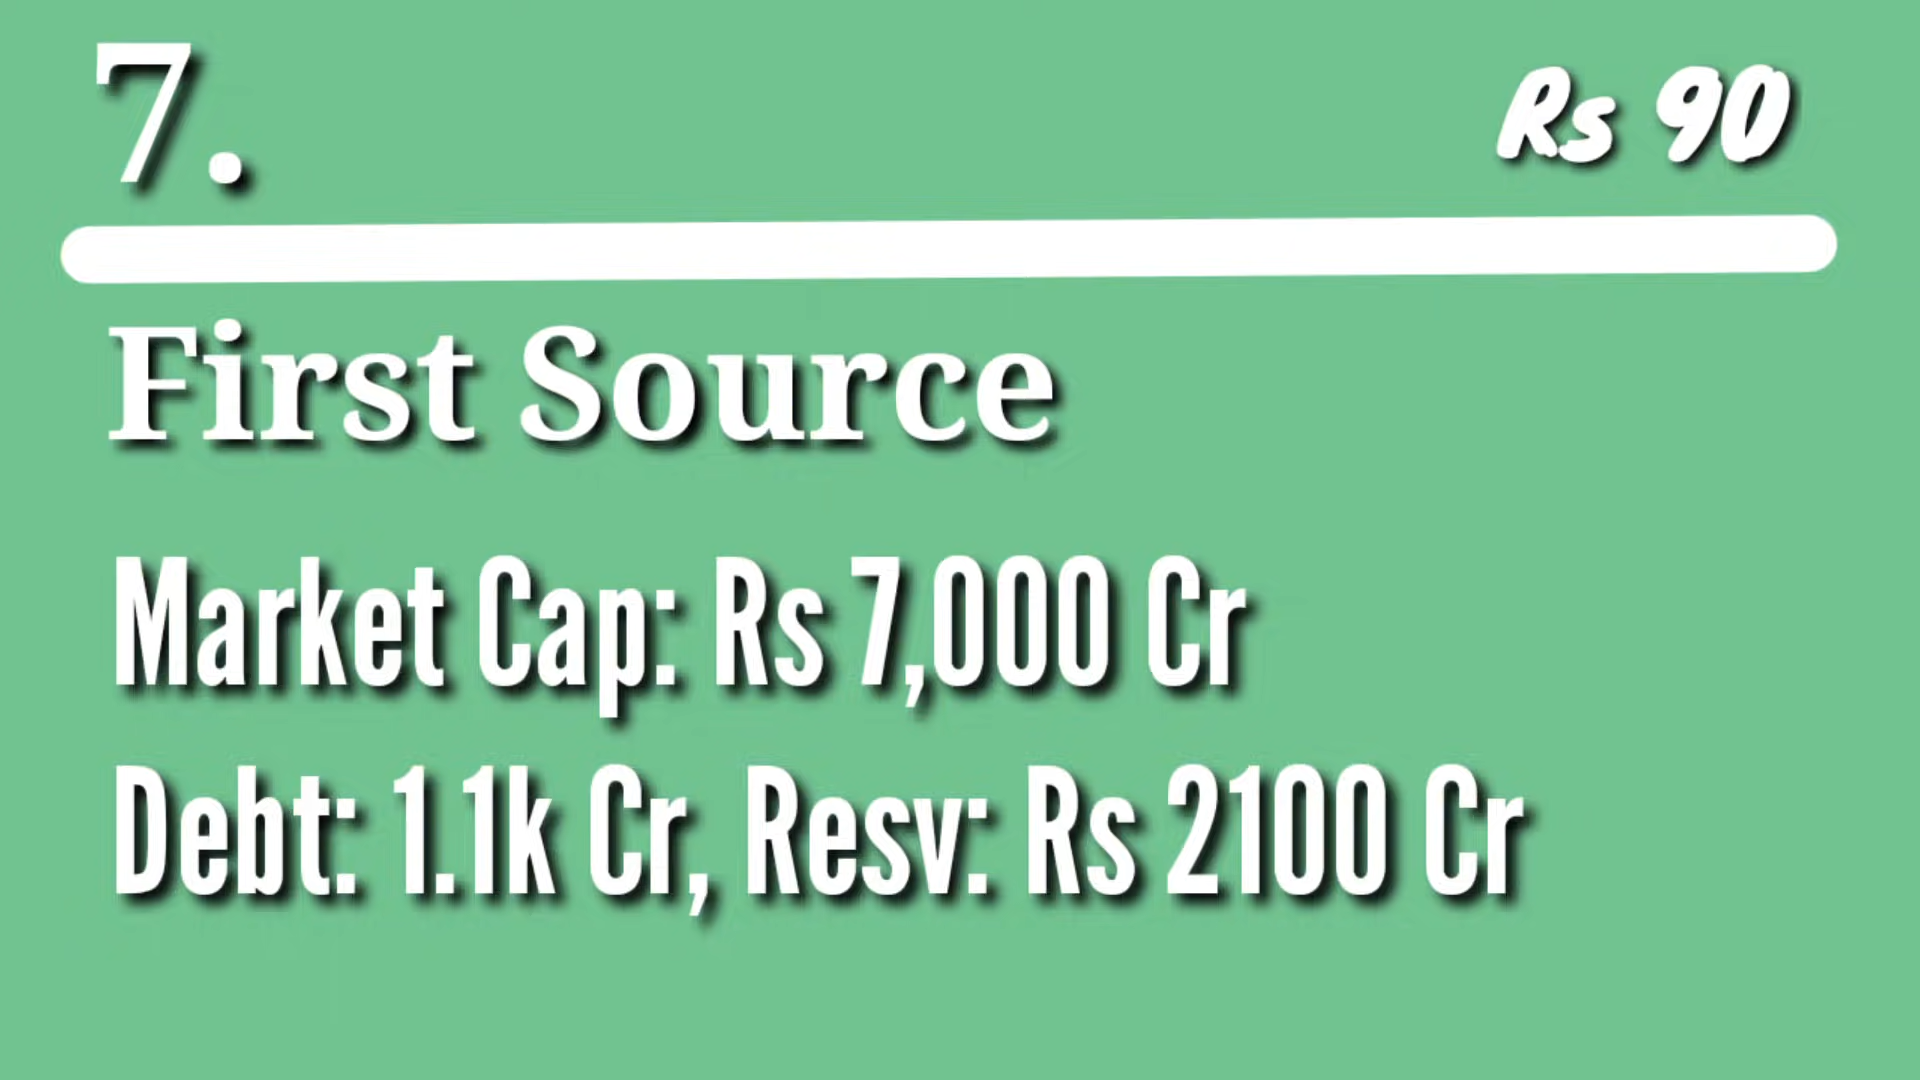 7.
Rs 90
First Source
Market Cap: Rs 7,000 Cr
Debt: 1.1k Cr, Resv: Rs 2100 Cr